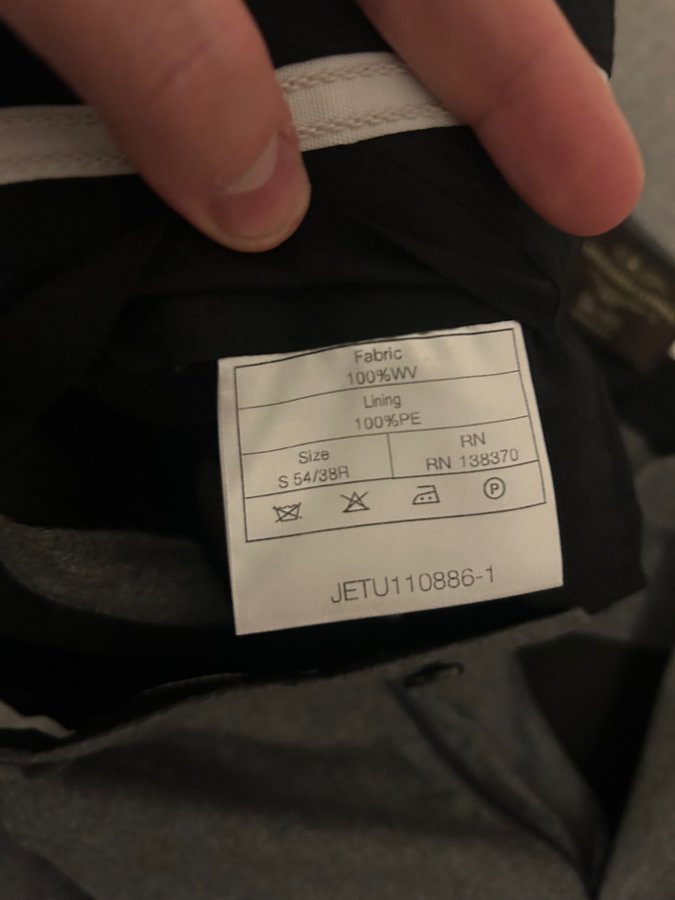 Fabric
100%WV
Lining
100%PE
Size
S 54/38R
RN
RN 138370
P
JETU110886-1